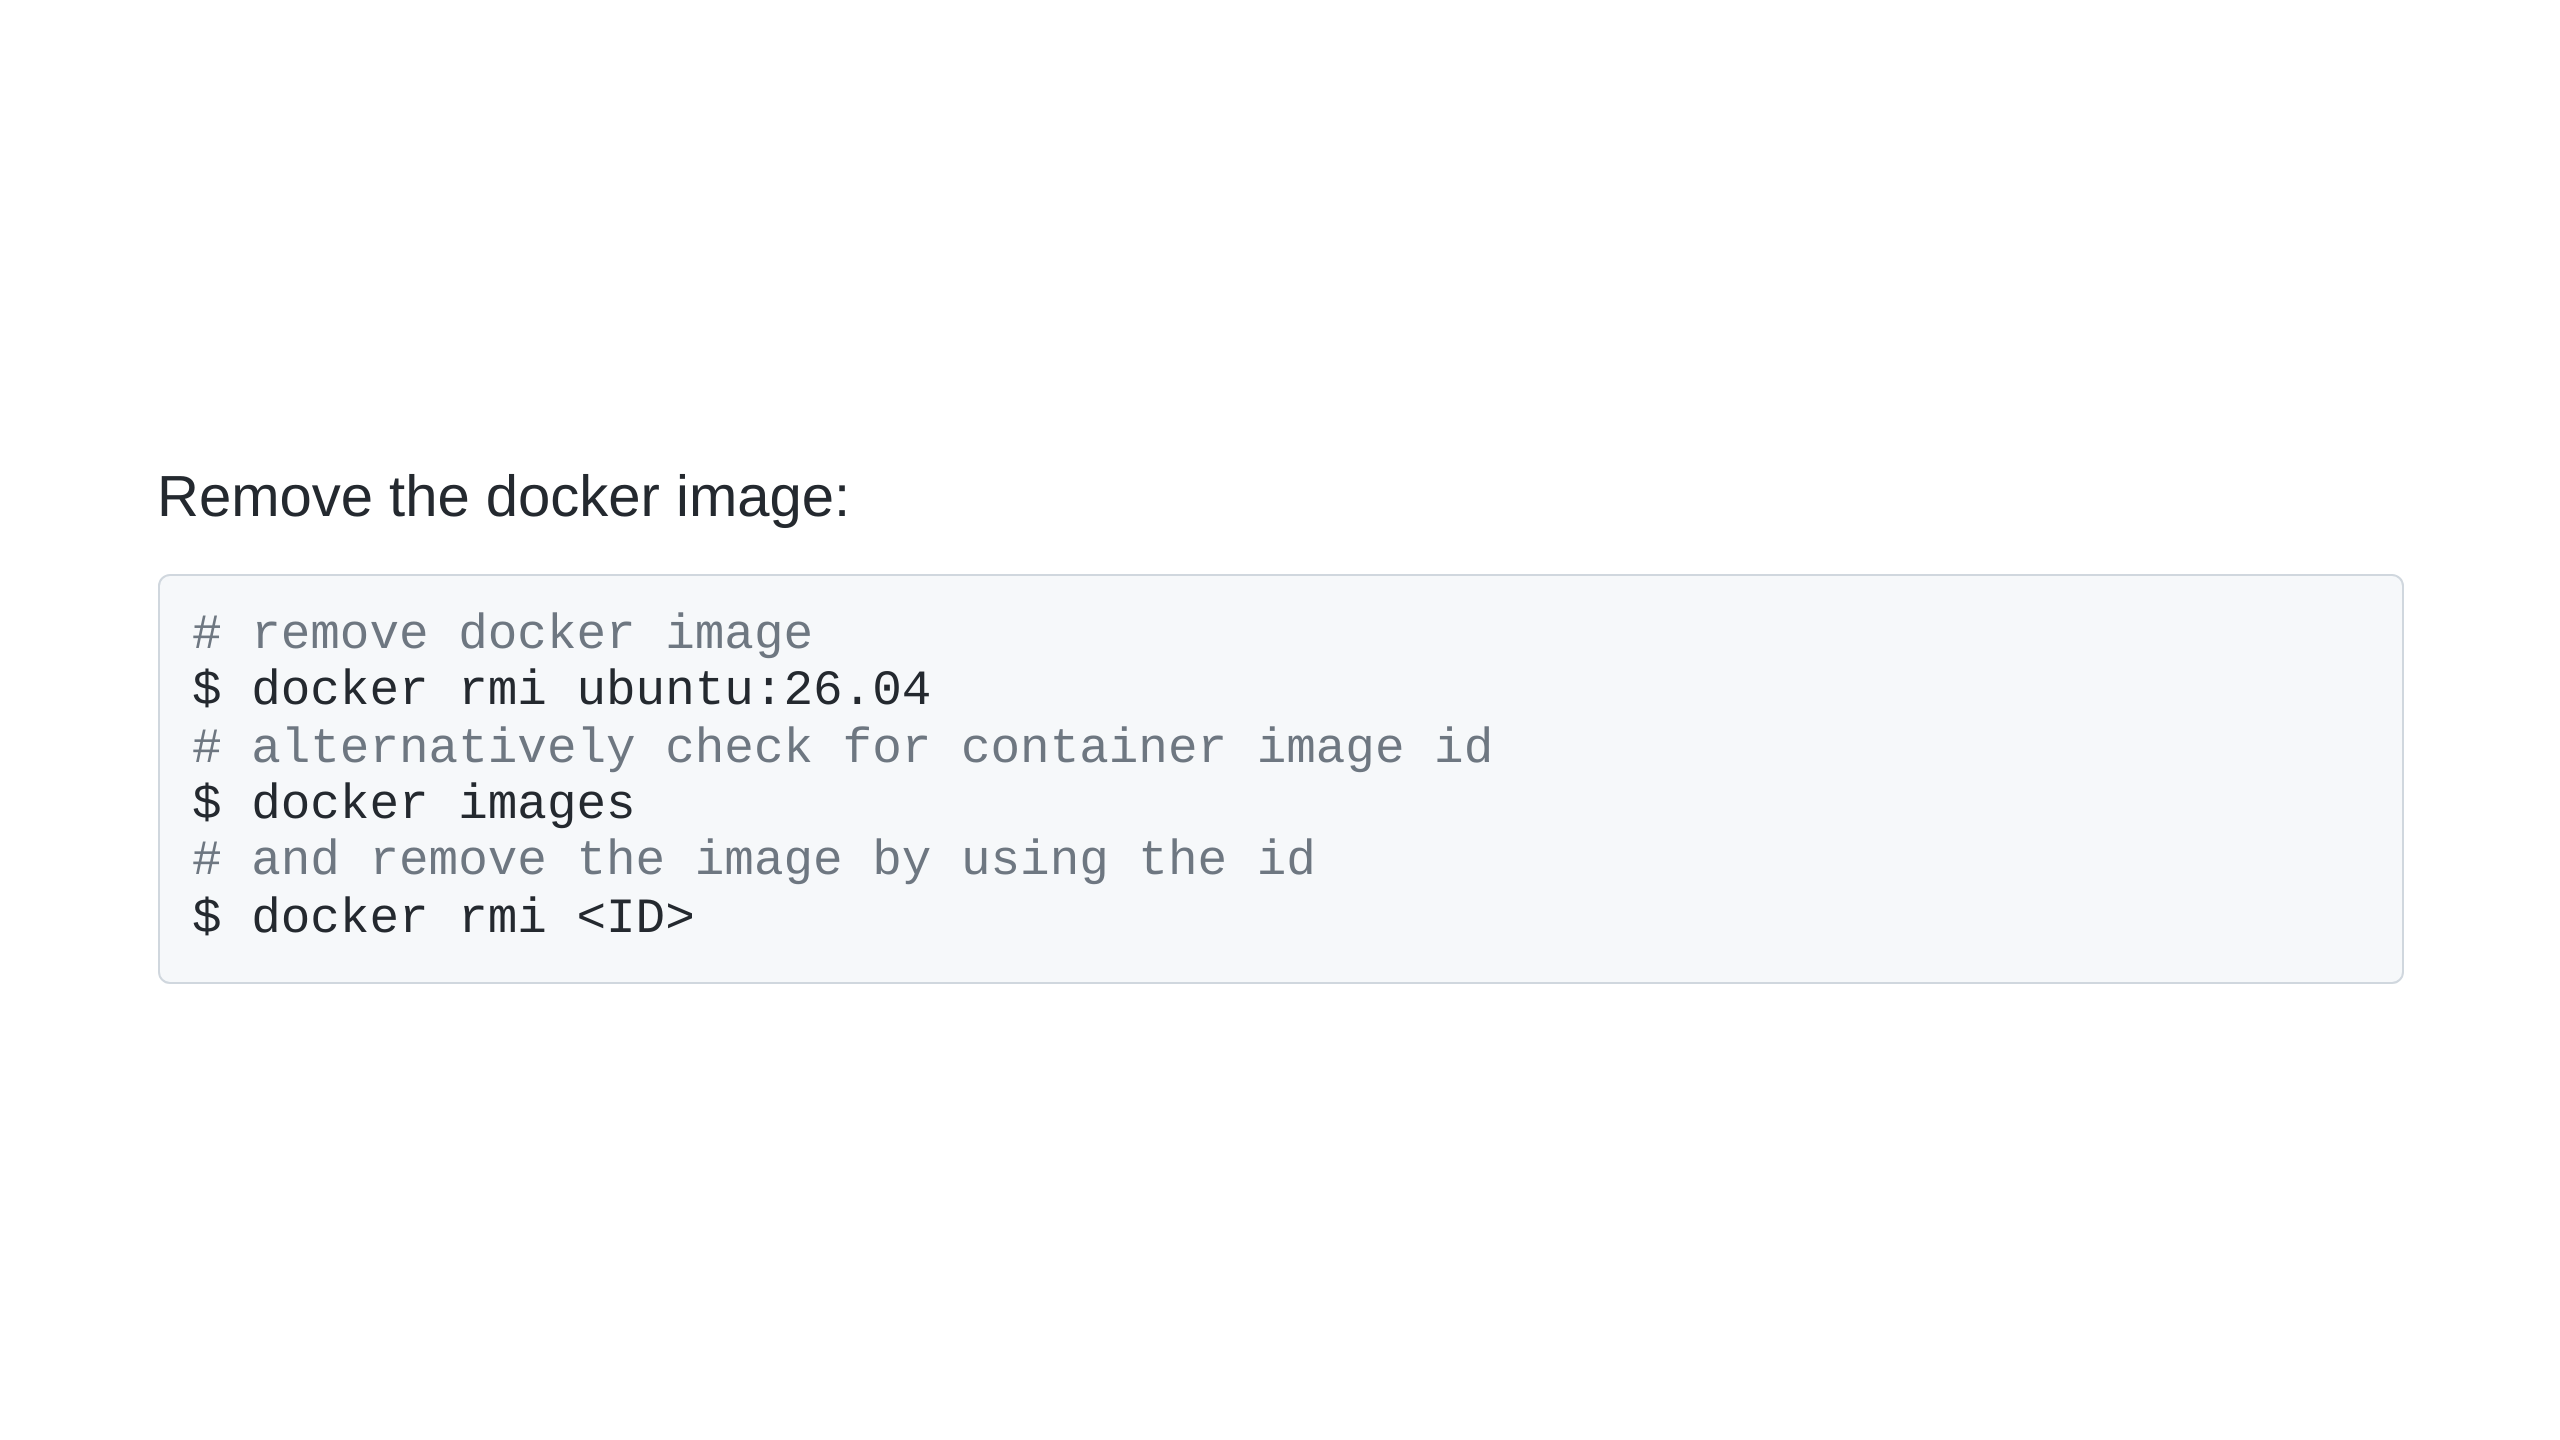 Remove the docker image:
# remove docker image
$ docker rmi ubuntu:26.04
# alternatively check for container image id
$ docker images
# and remove the image by using the id
$ docker rmi <ID>